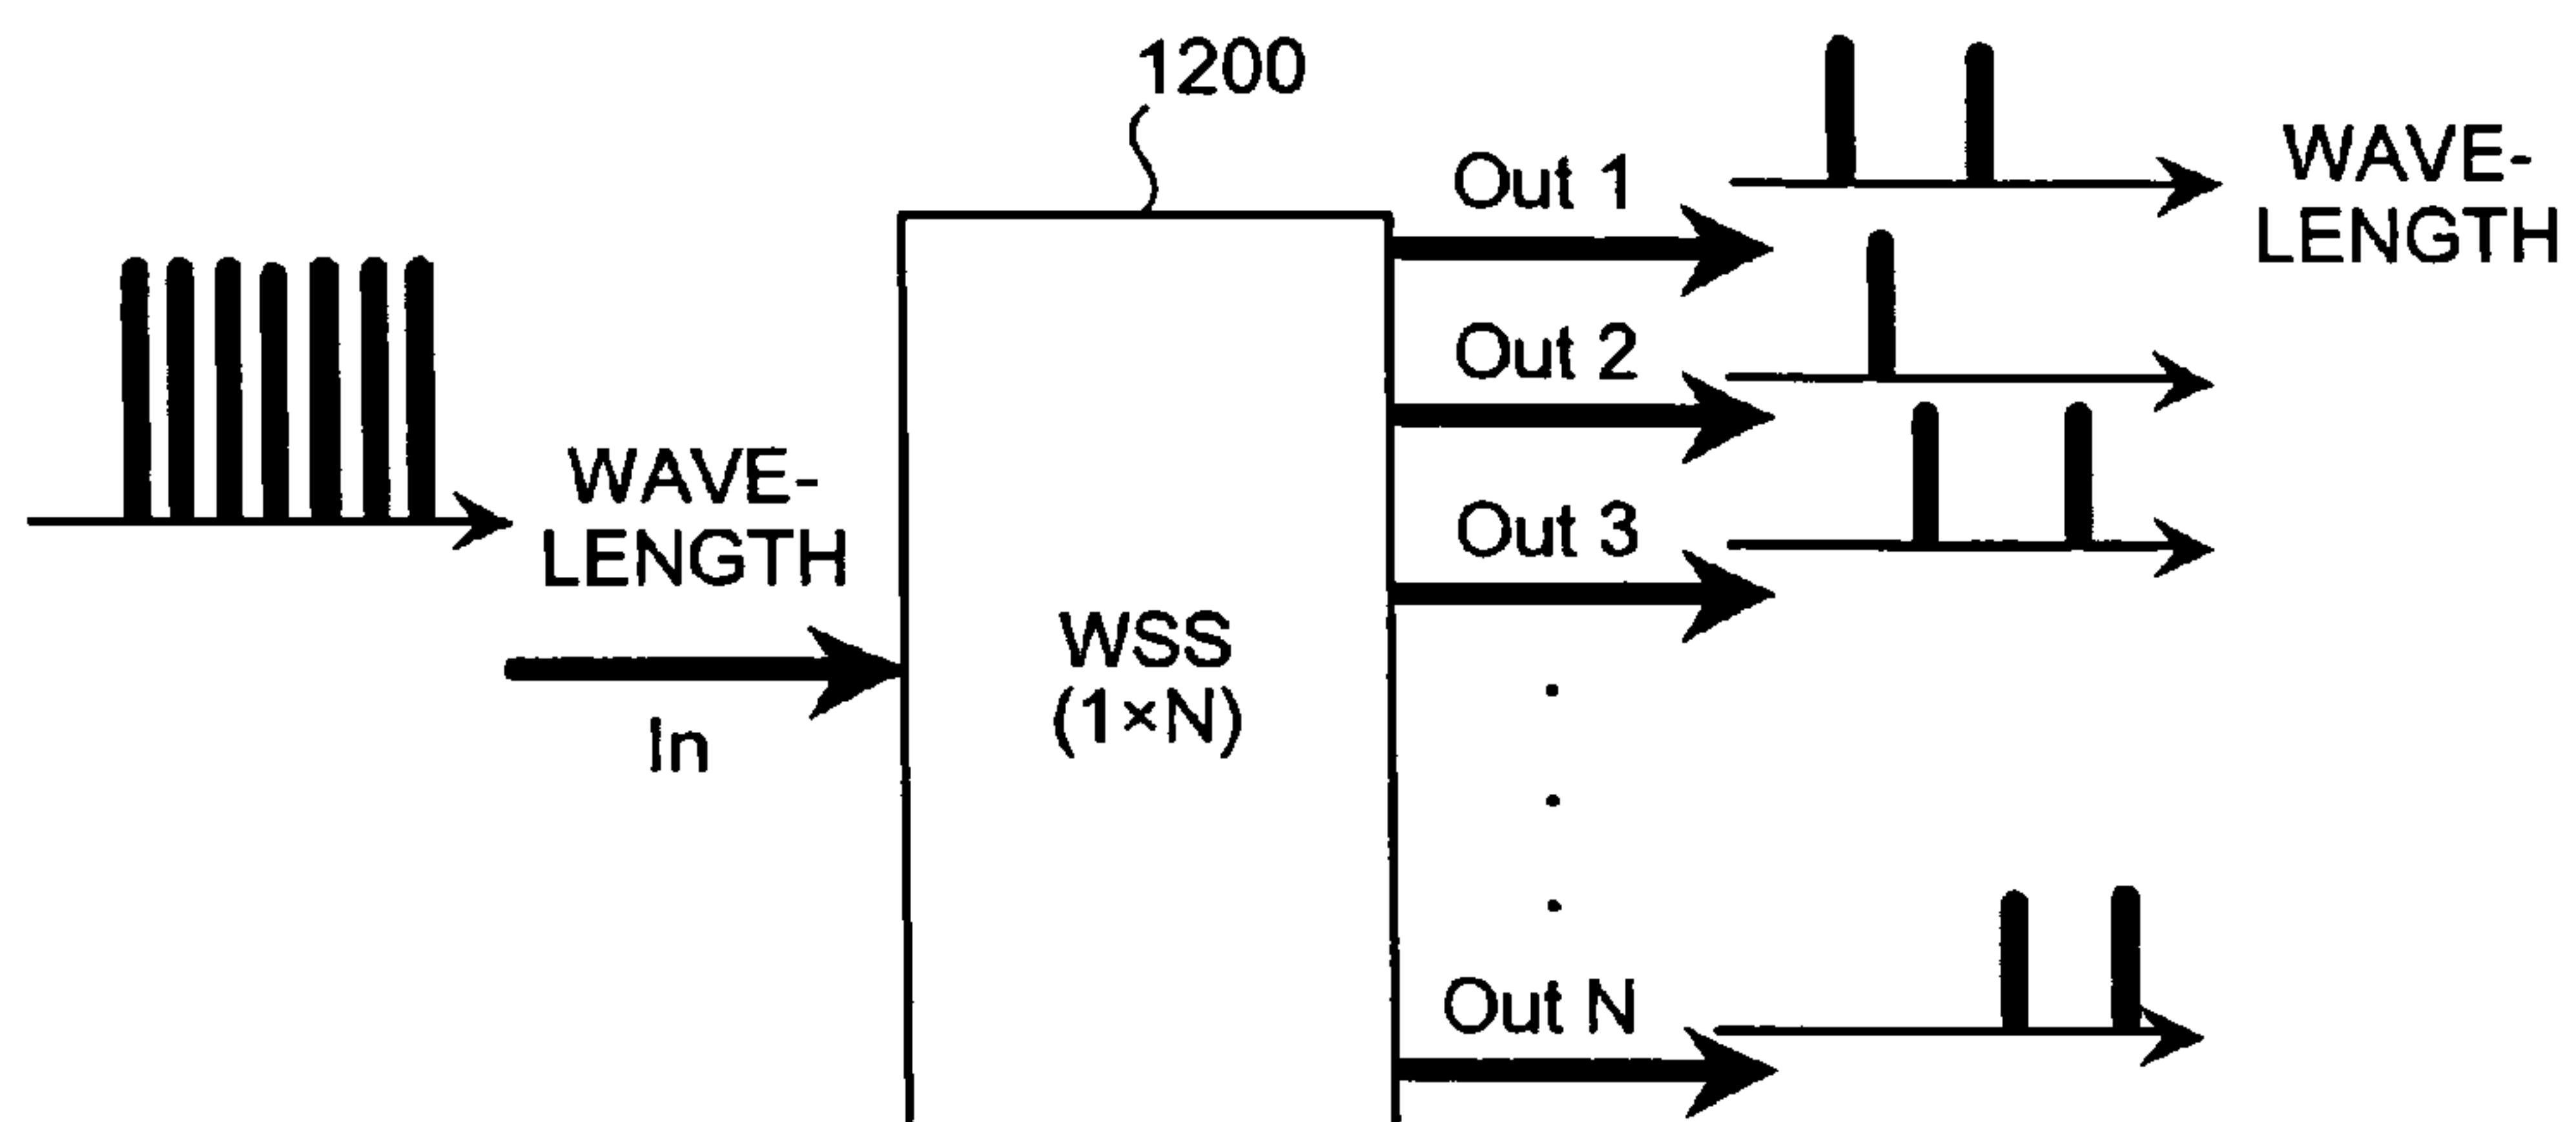 1200
Out 1
WAVE-
LENGTH
Out 2
WAVE-
LENGTH
Out 3
In
WSS
(1×N)
Out N